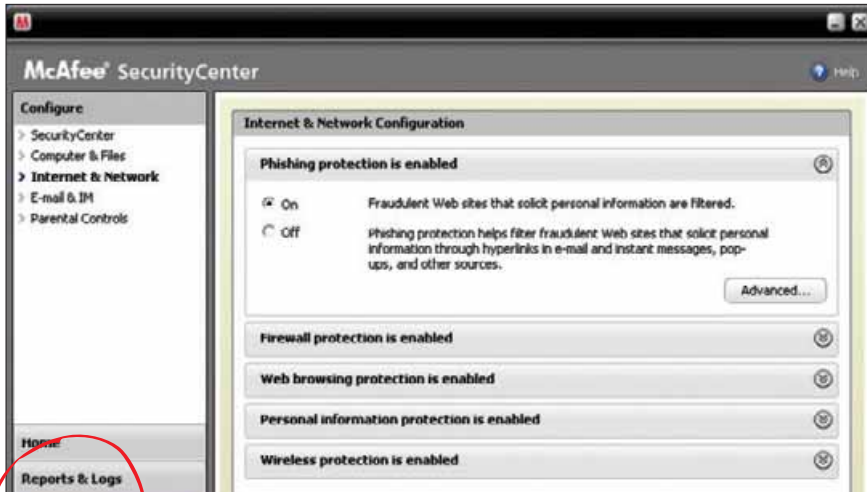 McAfee® SecurityCenter
Help
Configure
SecurityCenter
Computer & Files
Internet & Network
E-mail & IM
Parental Controls
Home
Reports & Logs
Internet & Network Configuration
Phishing protection is enabled
On Fraudulent Web sites that solicit personal information are filtered.
Off Phishing protection helps filter fraudulent Web sites that solicit personal
information through hyperlinks in e-mail and instant messages, pop-
ups, and other sources.
Advanced...
Firewall protection is enabled
Web browsing protection is enabled
Personal information protection is enabled
Wireless protection is enabled